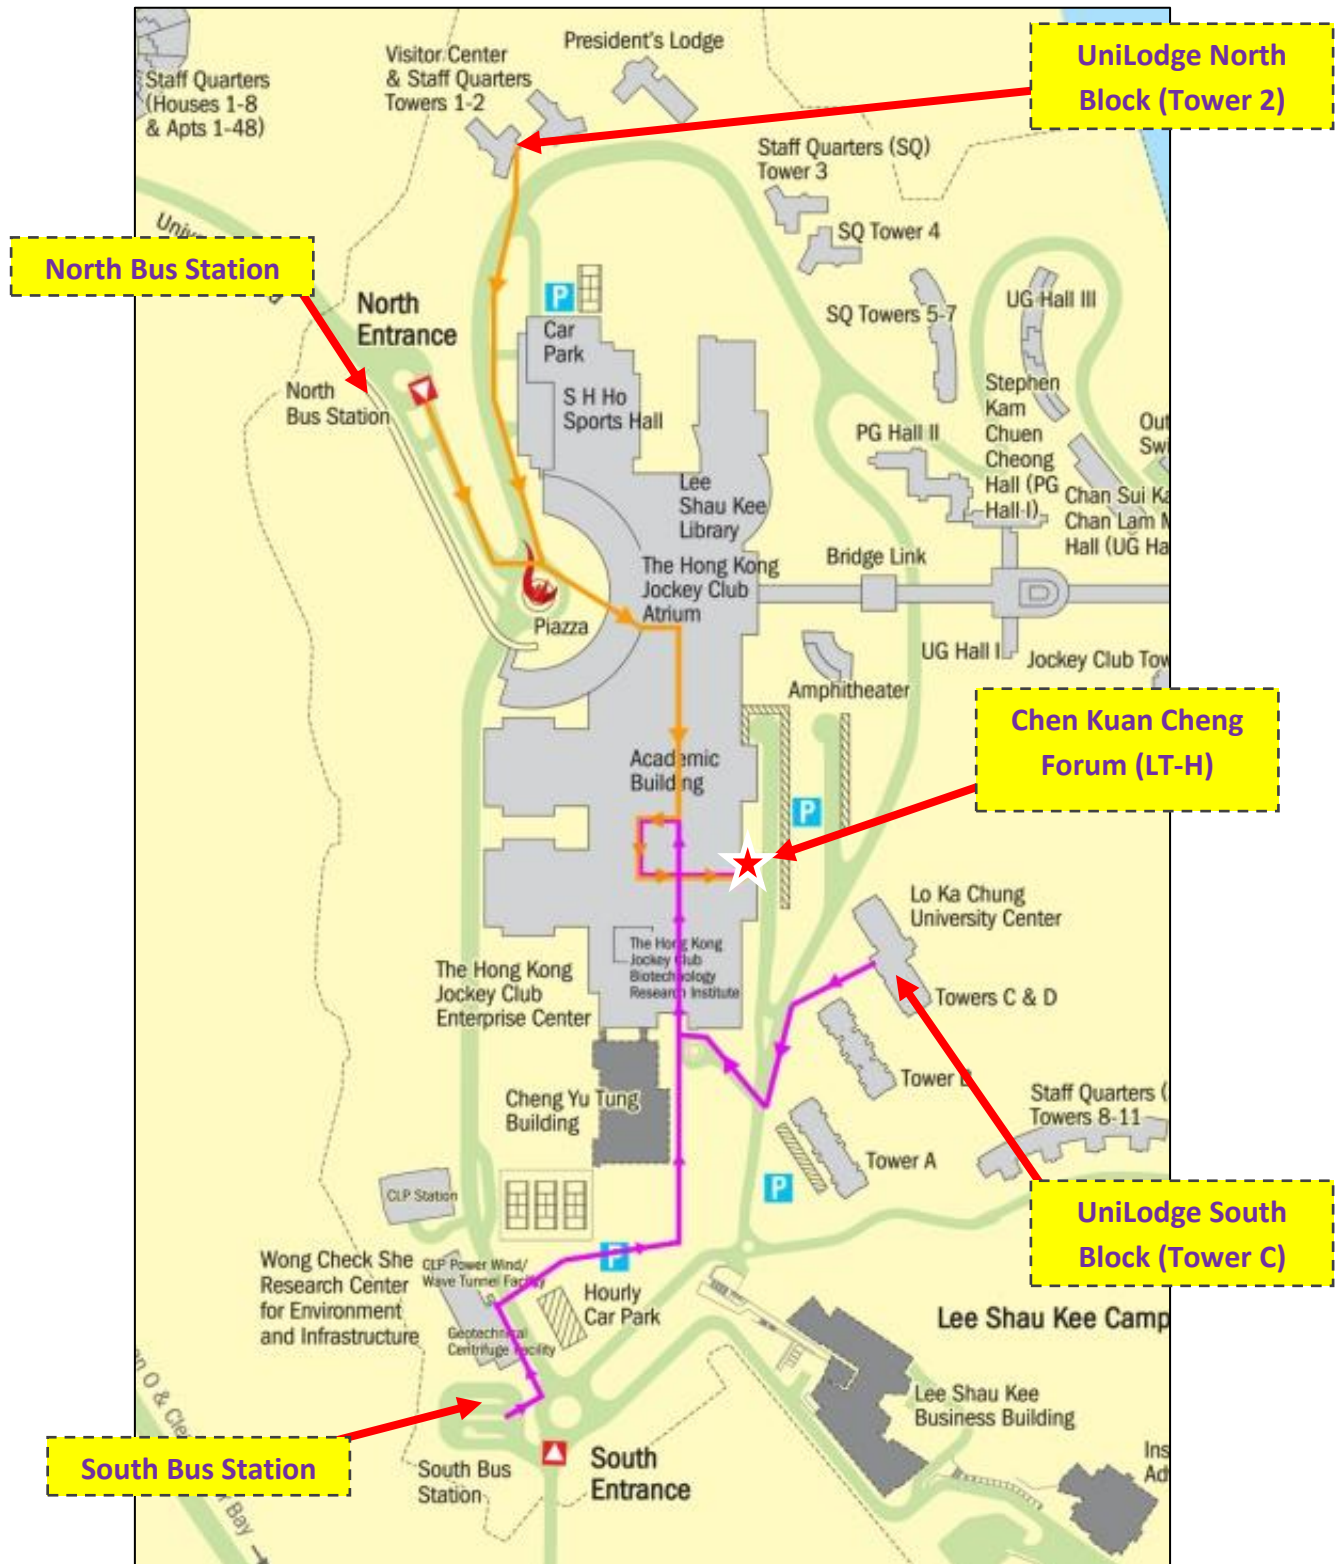 UniLodge North
Block (Tower 2)
President's Lodge
Visitor Center
& Staff Quarters
Towers 1-2
Staff Quarters
(Houses 1-8
& Apts 1-48)
Staff Quarters (SQ)
Tower 3
SQ Tower 4
North Bus Station
North
Entrance
P
Car
Park
SQ Towers 5-7
UG Hall III
North
Bus Station
S H Ho
Sports Hall
Stephen
Kam
Chuen
Cheong
Hall (PG
Hall I)
PG Hall II
Out
Swi
Lee
Shau Kee
Library
Chan Sui Ka
Chan Lam M
Hall (UG Ha
The Hong Kong
Jockey Club
Atrium
Bridge Link
Piazza
UG Hall I
Jockey Club Tow
Amphitheater
Chen Kuan Cheng
Forum (LT-H)
Academic
Building
P
Lo Ka Chung
University Center
The Hong Kong
Jockey Club
Biotechnology
Research Institute
The Hong Kong
Jockey Club
Enterprise Center
Towers C & D
Tower B
Cheng Yu Tung
Building
Staff Quarters (
Towers 8-11
Tower A
P
CLP Station
UniLodge South
Block (Tower C)
Wong Check She
Research Center
for Environment
and Infrastructure
CLP Power Wind/
Wave Tunnel Facility
P
Hourly
Car Park
Geotechnical
Centrifuge Facility
Lee Shau Kee Camp
Lee Shau Kee
Business Building
South Bus Station
South Bus
Station
South
Entrance
Ins
Ad
Bay